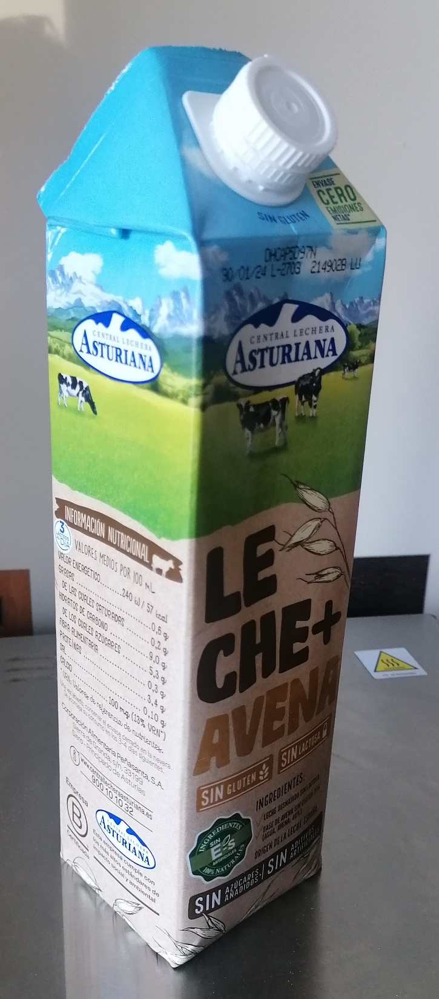 ENVASE
CERO
EMISIONES
NETAS*
SIN GLUTEN
30/01/24 L-2703 214902B LU
CENTRAL LECHERA
ASTURIANA
CENTRAL LECHERA
ASTURIANA
INFORMACIÓN NUTRICIONAL
3
LÁCTEOS
AL DÍA
VALORES MEDIOS POR 100 mL
VALOR ENERGÉTICO.......240 kJ / 57 kcal
GRASAS..........0,6 g
DE LAS CUALES SATURADAS..........0,2 g
HIDRATOS DE CARBONO..........9,0 g
DE LOS CUALES AZÚCARES..........5,3 g
FIBRA ALIMENTARIA..........0,3 g
PROTEÍNAS..........3,4 g
SAL..........0,10 g
CALCIO..........100 mg (13% VRN*)
VRN: Valores de referencia de nutrientes.
Una vez abierto, conservar el envase cerrado en la nevera
su consumo en los 3-4 días siguientes.
Corporación Alimentaria Peñasanta, S.A.
Sierra de Granda, s/n, 33199
Siero - Principado de Asturias
www.centrallecheraasturiana.es
900 10 10 32
Empresa
B
Certificada
CENTRAL LECHERA
ASTURIANA
Esta empresa cumple con
los más altos estándares de
impacto social y ambiental
LE
CHE+
AVENA
SIN GLUTEN
SIN LACTOSA
INGREDIENTES:
LECHE DESNATADA SIN LACTOSA
BASE DE AVENA SIN GLUTEN
(AGUA, AVENA,
ORIGEN DE LA LECHE: ESPAÑA
INGREDIENTES
SIN
E-S
ARTIFICIALES
100% NATURALES
SIN AZÚCARES AÑADIDOS | SIN ADITIVOS ARTIFICIALES